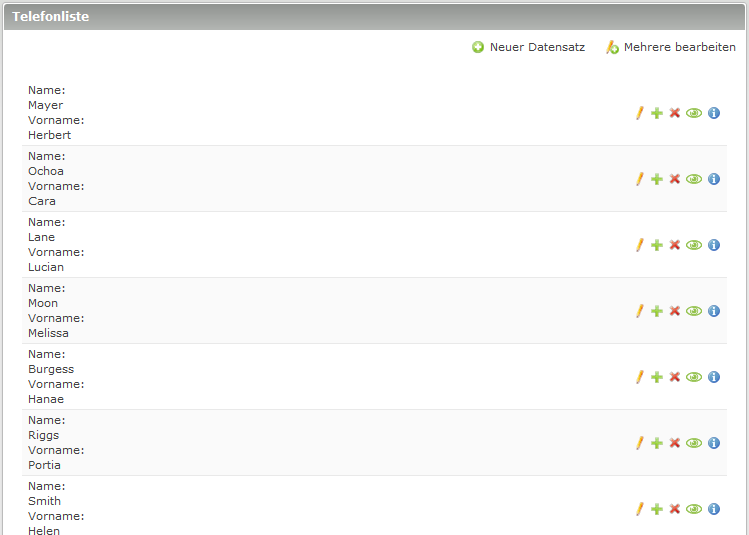 Telefonliste
Neuer Datensatz Mehrere bearbeiten
Name:
Mayer
Vorname:
Herbert
Name:
Ochoa
Vorname:
Cara
Name:
Lane
Vorname:
Lucian
Name:
Moon
Vorname:
Melissa
Name:
Burgess
Vorname:
Hanae
Name:
Riggs
Vorname:
Portia
Name:
Smith
Vorname:
Helen